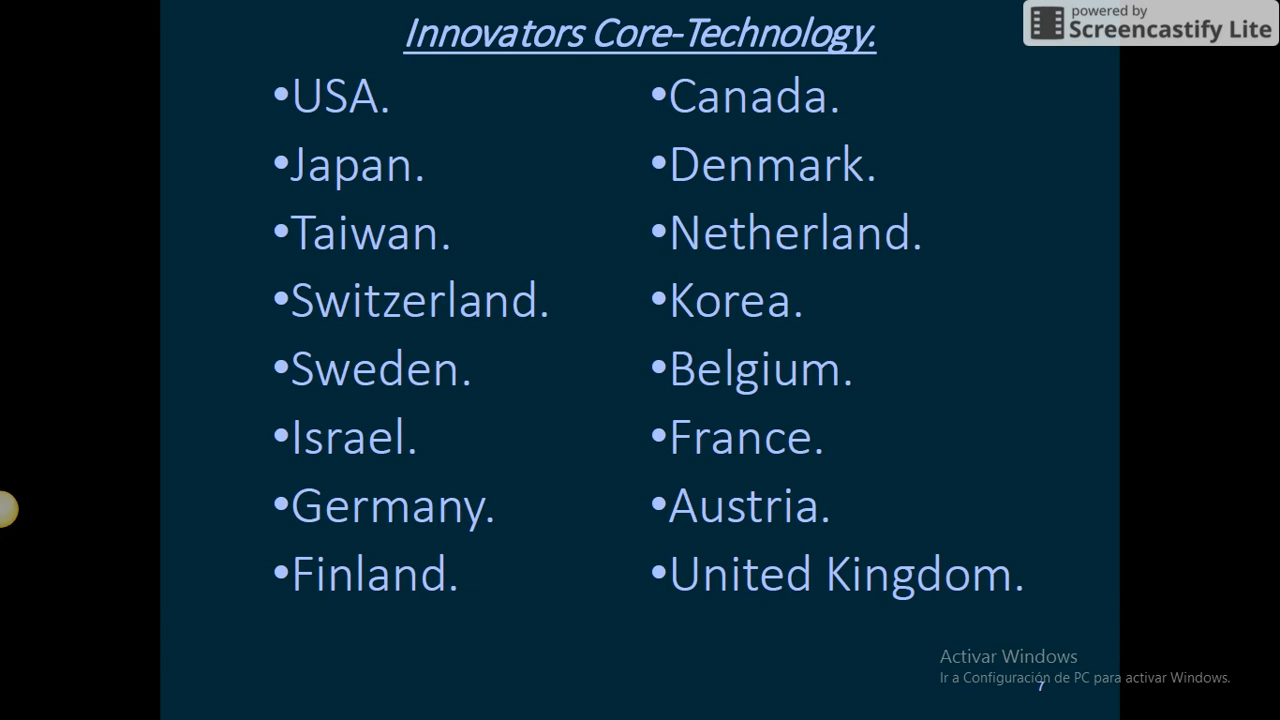 Innovators Core-Technology.
powered by
Screencastify Lite
•USA.
•Japan.
•Taiwan.
•Switzerland.
•Sweden.
•Israel.
•Germany.
•Finland.
•Canada.
•Denmark.
•Netherland.
•Korea.
•Belgium.
•France.
•Austria.
•United Kingdom.
Activar Windows
Ir a Configuración de PC para activar Windows.
7